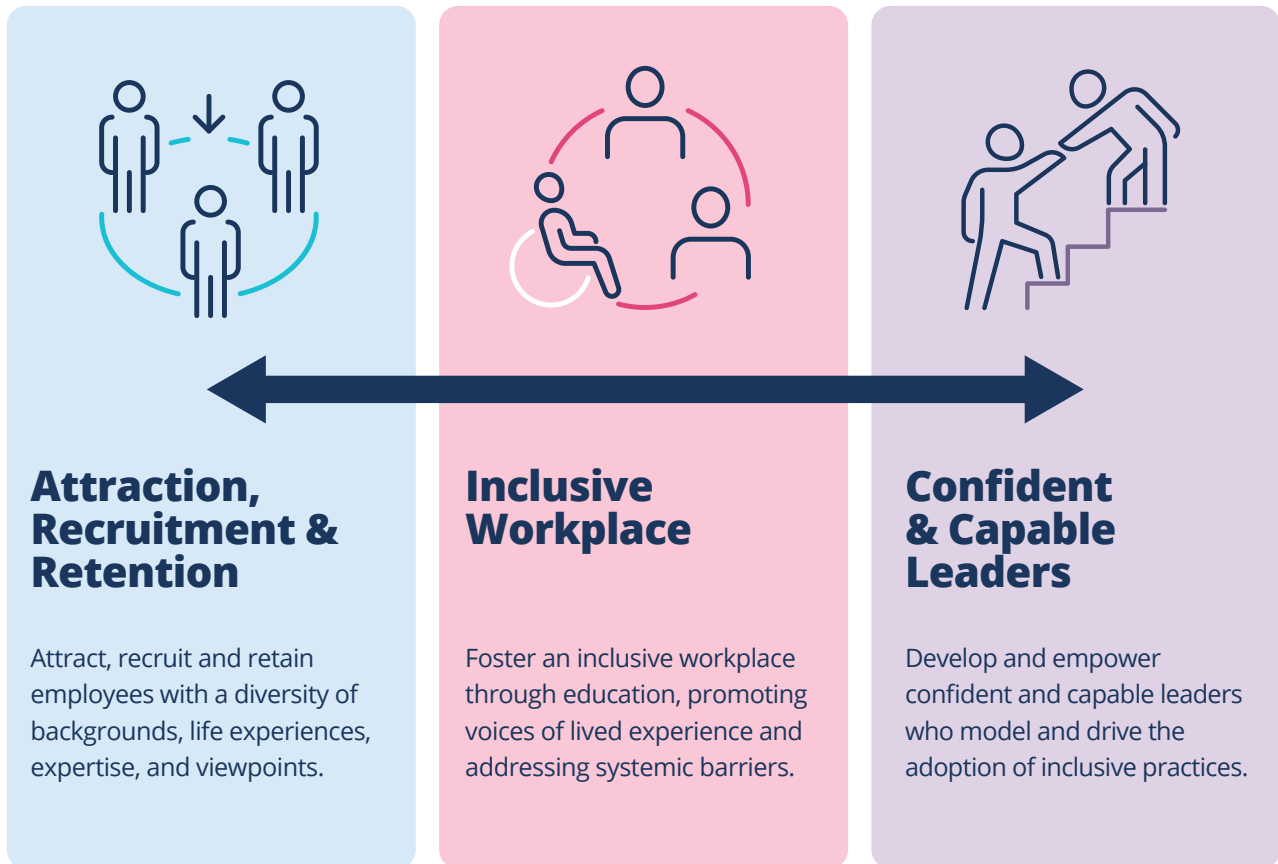 Attraction,
Recruitment &
Retention
Attract, recruit and retain
employees with a diversity of
backgrounds, life experiences,
expertise, and viewpoints.
Inclusive
Workplace
Foster an inclusive workplace
through education, promoting
voices of lived experience and
addressing systemic barriers.
Confident
& Capable
Leaders
Develop and empower
confident and capable leaders
who model and drive the
adoption of inclusive practices.